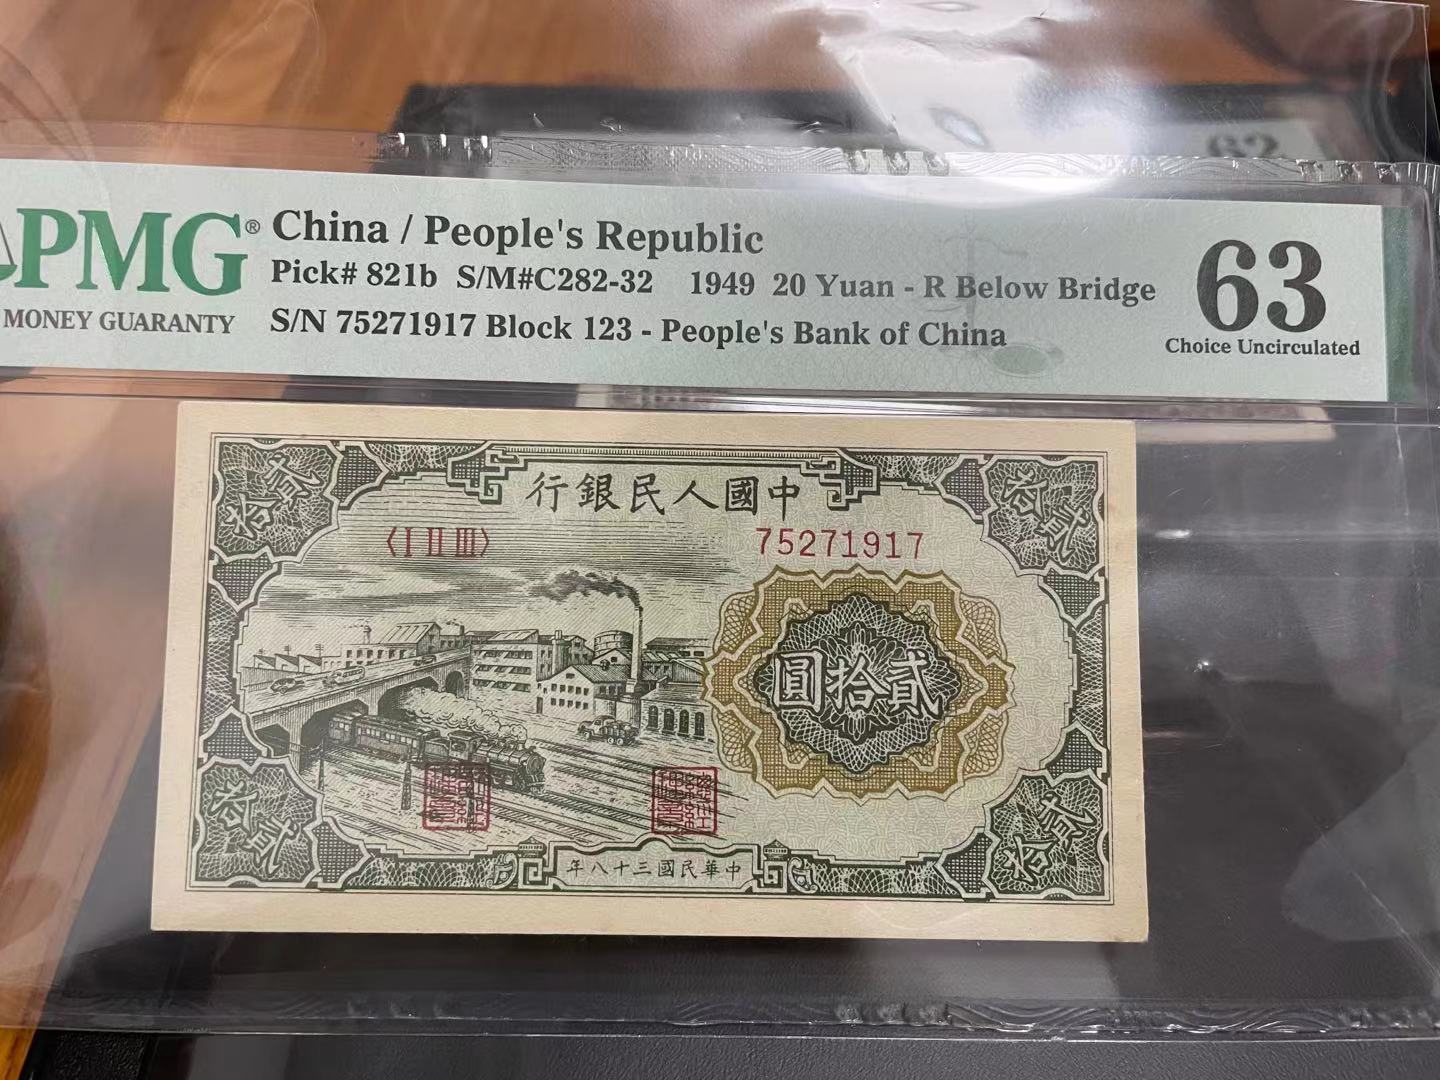 62
PMG® China / People's Republic
Pick# 821b S/M#C282-32 1949 20 Yuan - R Below Bridge
MONEY GUARANTY S/N 75271917 Block 123 - People's Bank of China
63
Choice Uncirculated
行銀民人國中
〈I II III〉 75271917
貳拾
貳拾
圓拾貳
貳拾
貳拾
年八十三國民華中